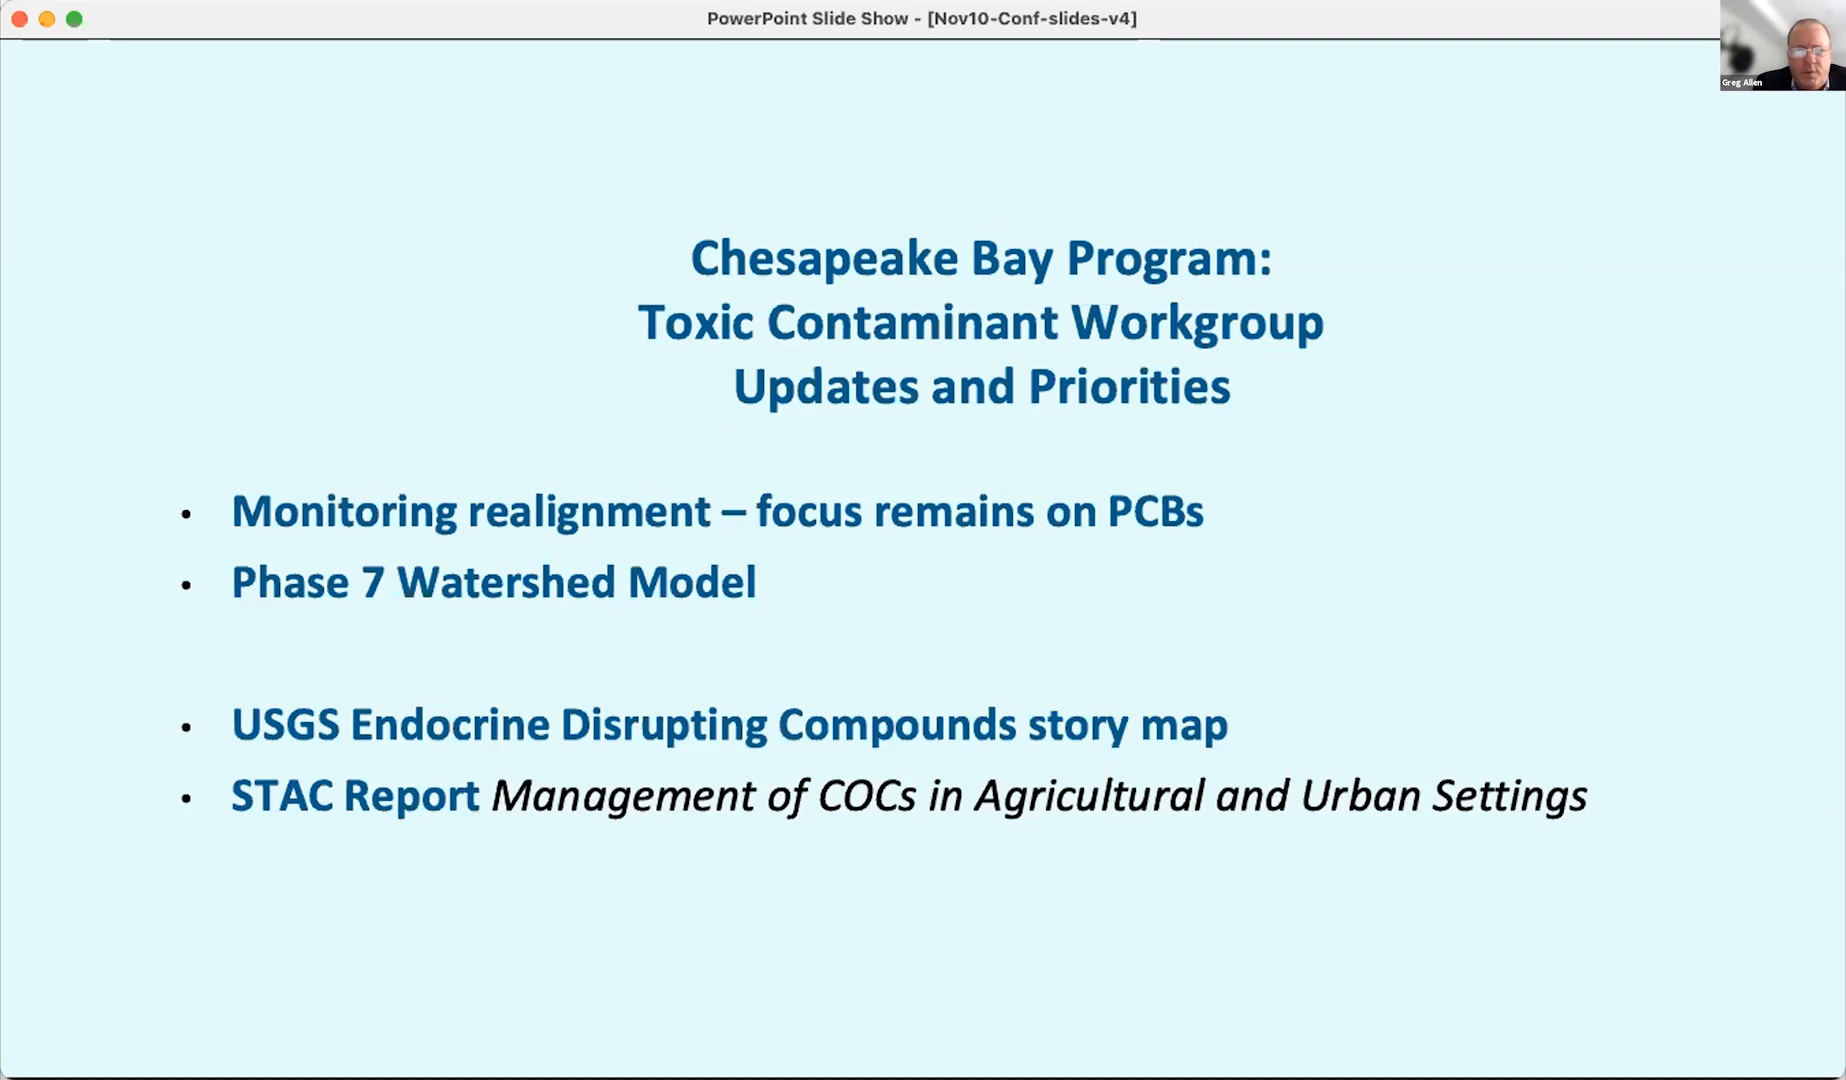 PowerPoint Slide Show - [Nov10-Conf-slides-v4]
Greg Allen
Chesapeake Bay Program:
Toxic Contaminant Workgroup
Updates and Priorities
• Monitoring realignment – focus remains on PCBs
• Phase 7 Watershed Model
• USGS Endocrine Disrupting Compounds story map
• STAC Report Management of COCs in Agricultural and Urban Settings